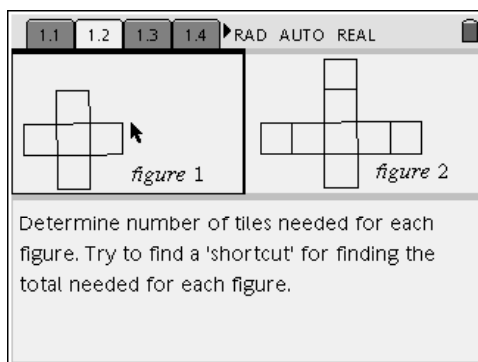 1.1 1.2 1.3 1.4 RAD AUTO REAL
figure 1
figure 2
Determine number of tiles needed for each
figure. Try to find a 'shortcut' for finding the
total needed for each figure.